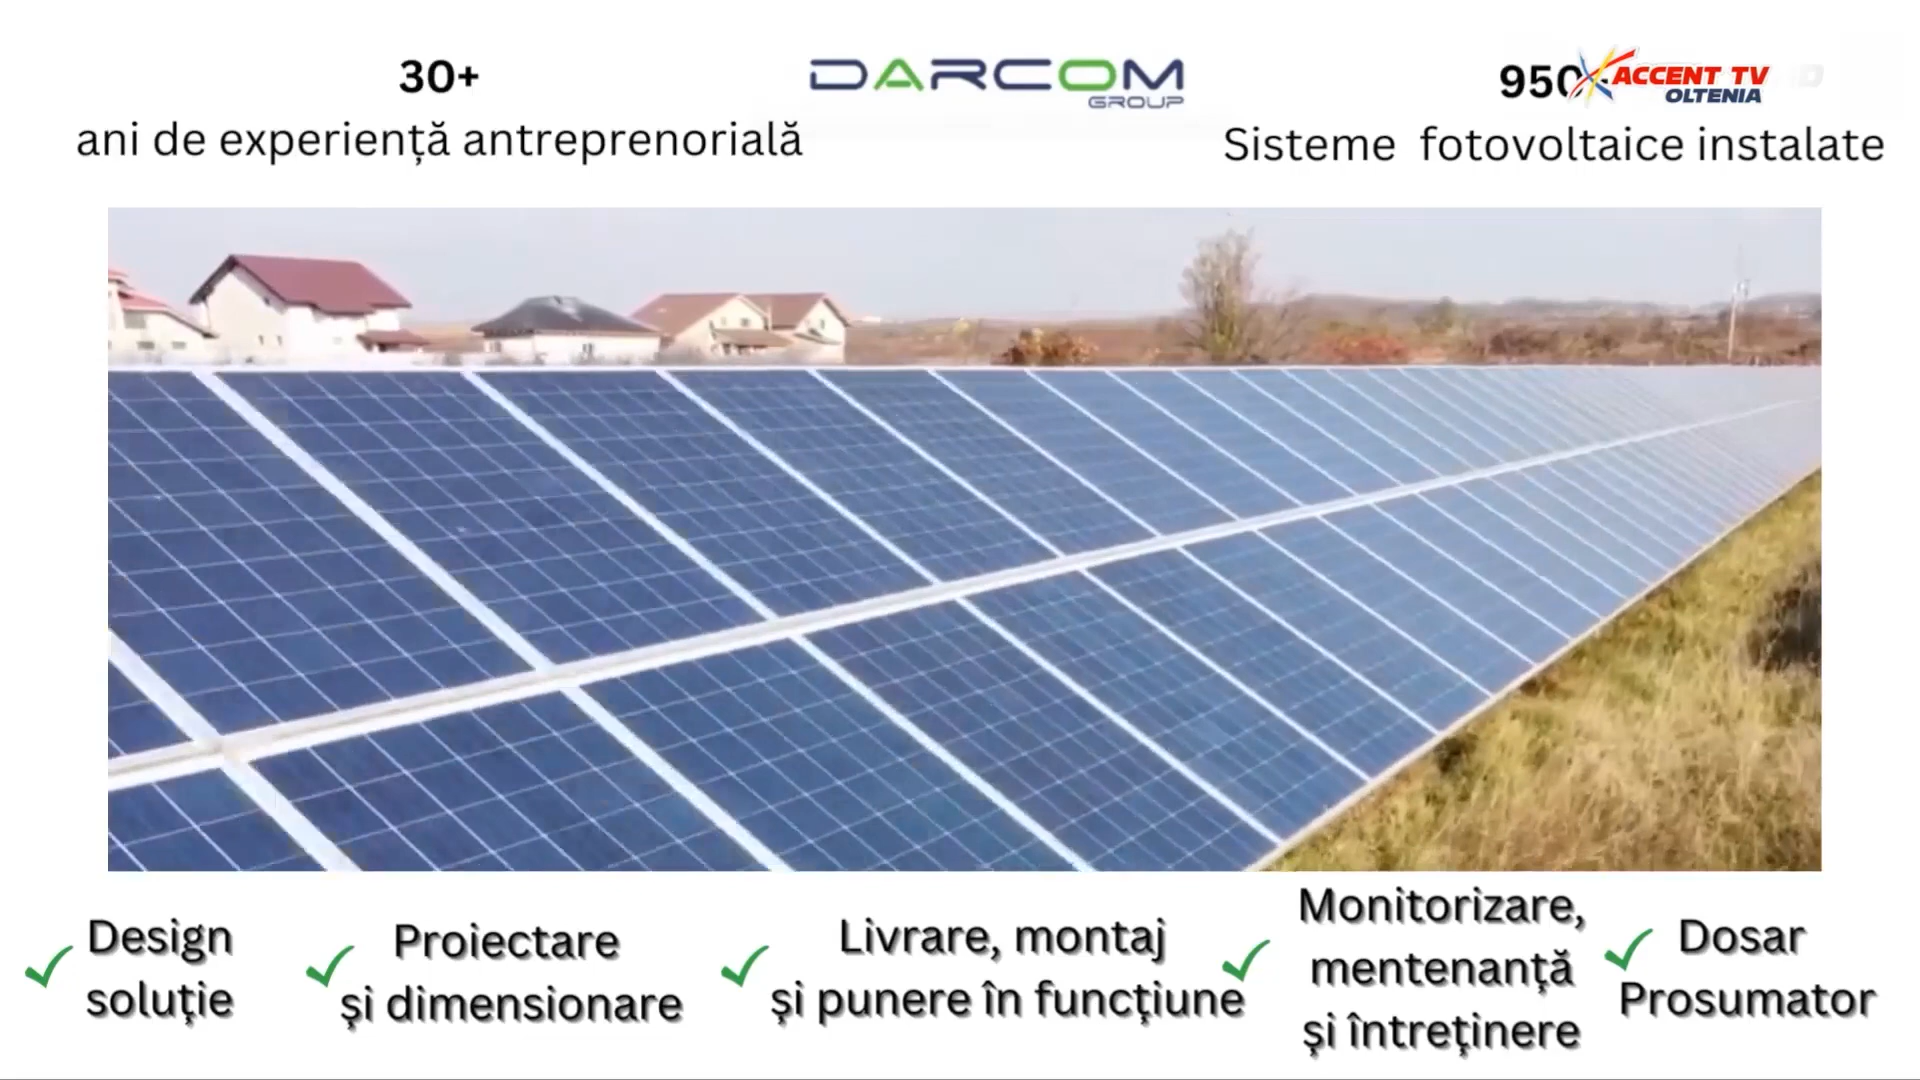 30+
ani de experiență antreprenorială
DARCOM
GROUP
950
ACCENT TV
OLTENIA
Sisteme fotovoltaice instalate
Design
soluție
Proiectare
și dimensionare
Livrare, montaj
și punere în funcțiune
Monitorizare,
mentenanță
și întreținere
Dosar
Prosumator